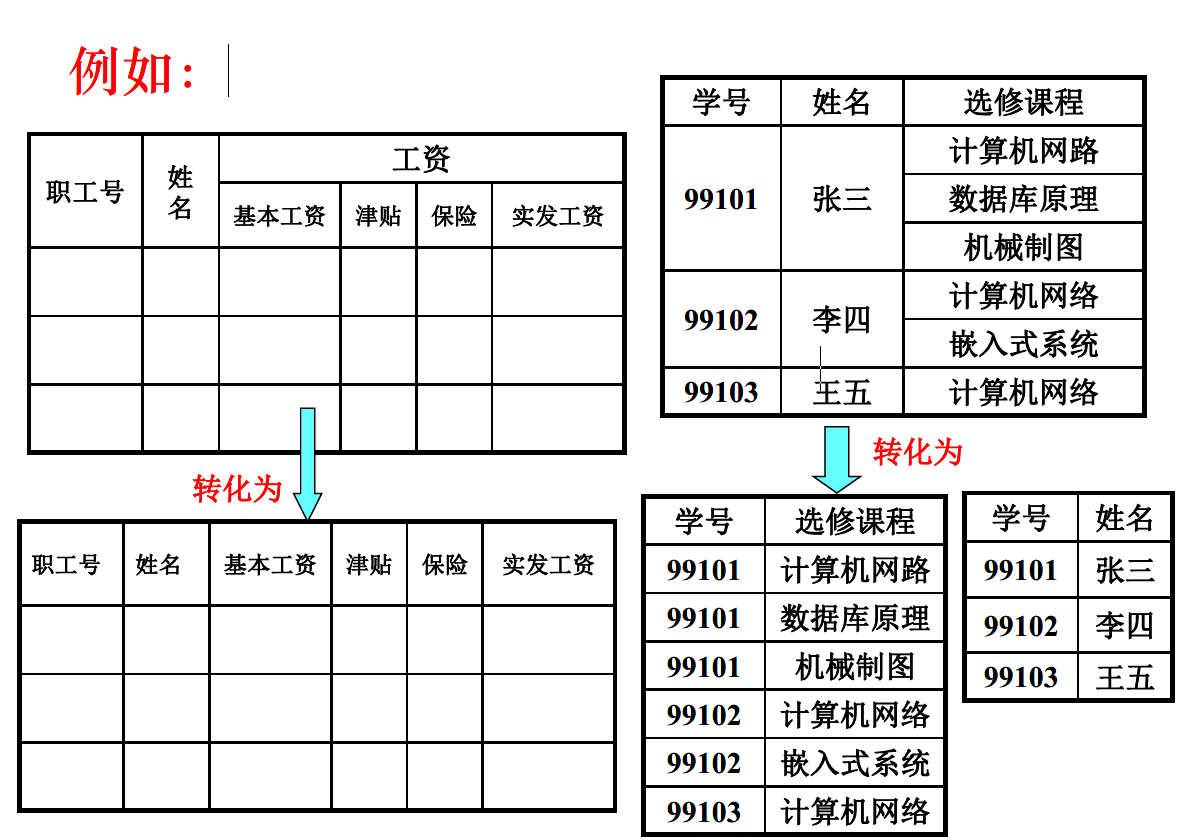 例如：
职工号 姓名 工资
基本工资 津贴 保险 实发工资
转化为
职工号 姓名 基本工资 津贴 保险 实发工资
学号 姓名 选修课程
99101 张三 计算机网路
数据库原理
机械制图
99102 李四 计算机网络
嵌入式系统
99103 王五 计算机网络
转化为
学号 选修课程
99101 计算机网路
99101 数据库原理
99101 机械制图
99102 计算机网络
99102 嵌入式系统
99103 计算机网络
学号 姓名
99101 张三
99102 李四
99103 王五